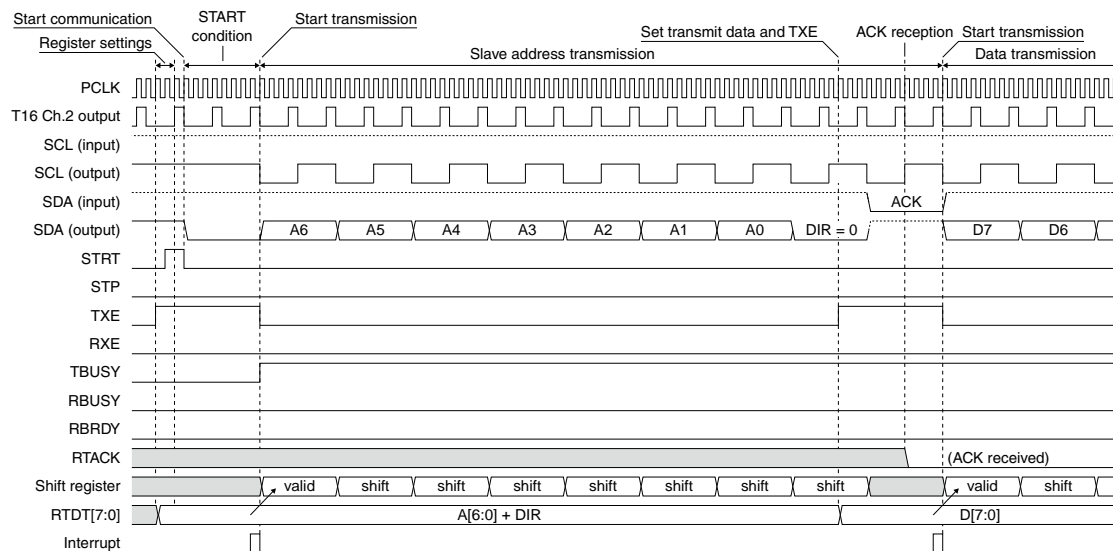 Start communication
START
condition
Start transmission
Register settings
Set transmit data and TXE
ACK reception
Start transmission
Slave address transmission
Data transmission
PCLK
T16 Ch.2 output
SCL (input)
SCL (output)
SDA (input)
ACK
SDA (output)
A6 A5 A4 A3 A2 A1 A0 DIR = 0 D7 D6
STRT
STP
TXE
RXE
TBUSY
RBUSY
RBRDY
RTACK
(ACK received)
Shift register
valid shift shift shift shift shift shift shift valid shift
RTDT[7:0]
A[6:0] + DIR
D[7:0]
Interrupt